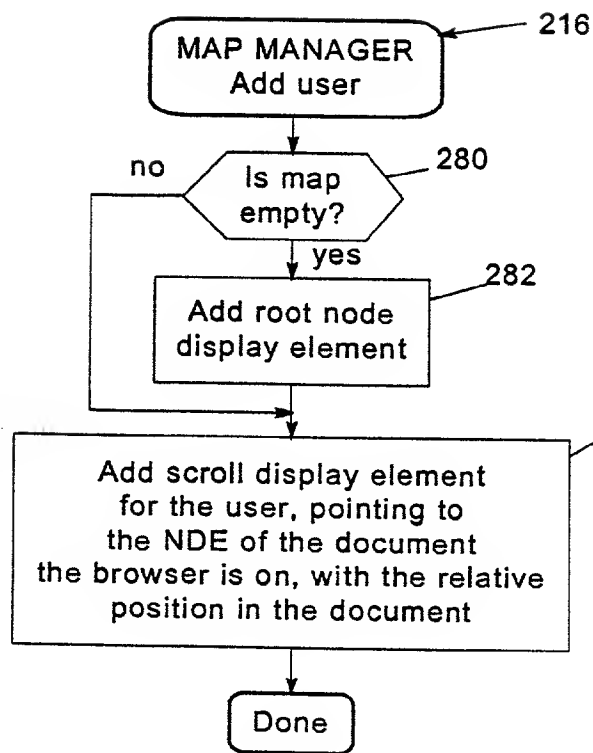 MAP MANAGER
Add user
216
280
no
Is map
empty?
yes
282
Add root node
display element
Add scroll display element
for the user, pointing to
the NDE of the document
the browser is on, with the relative
position in the document
Done